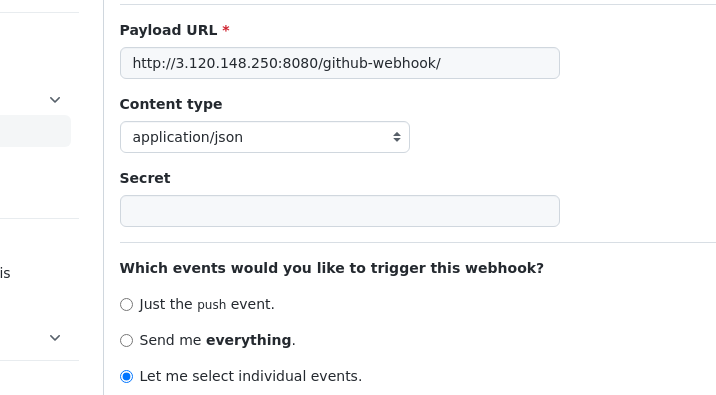 Payload URL *
http://3.120.148.250:8080/github-webhook/
Content type
application/json
Secret
Which events would you like to trigger this webhook?
is
Just the push event.
Send me everything.
Let me select individual events.